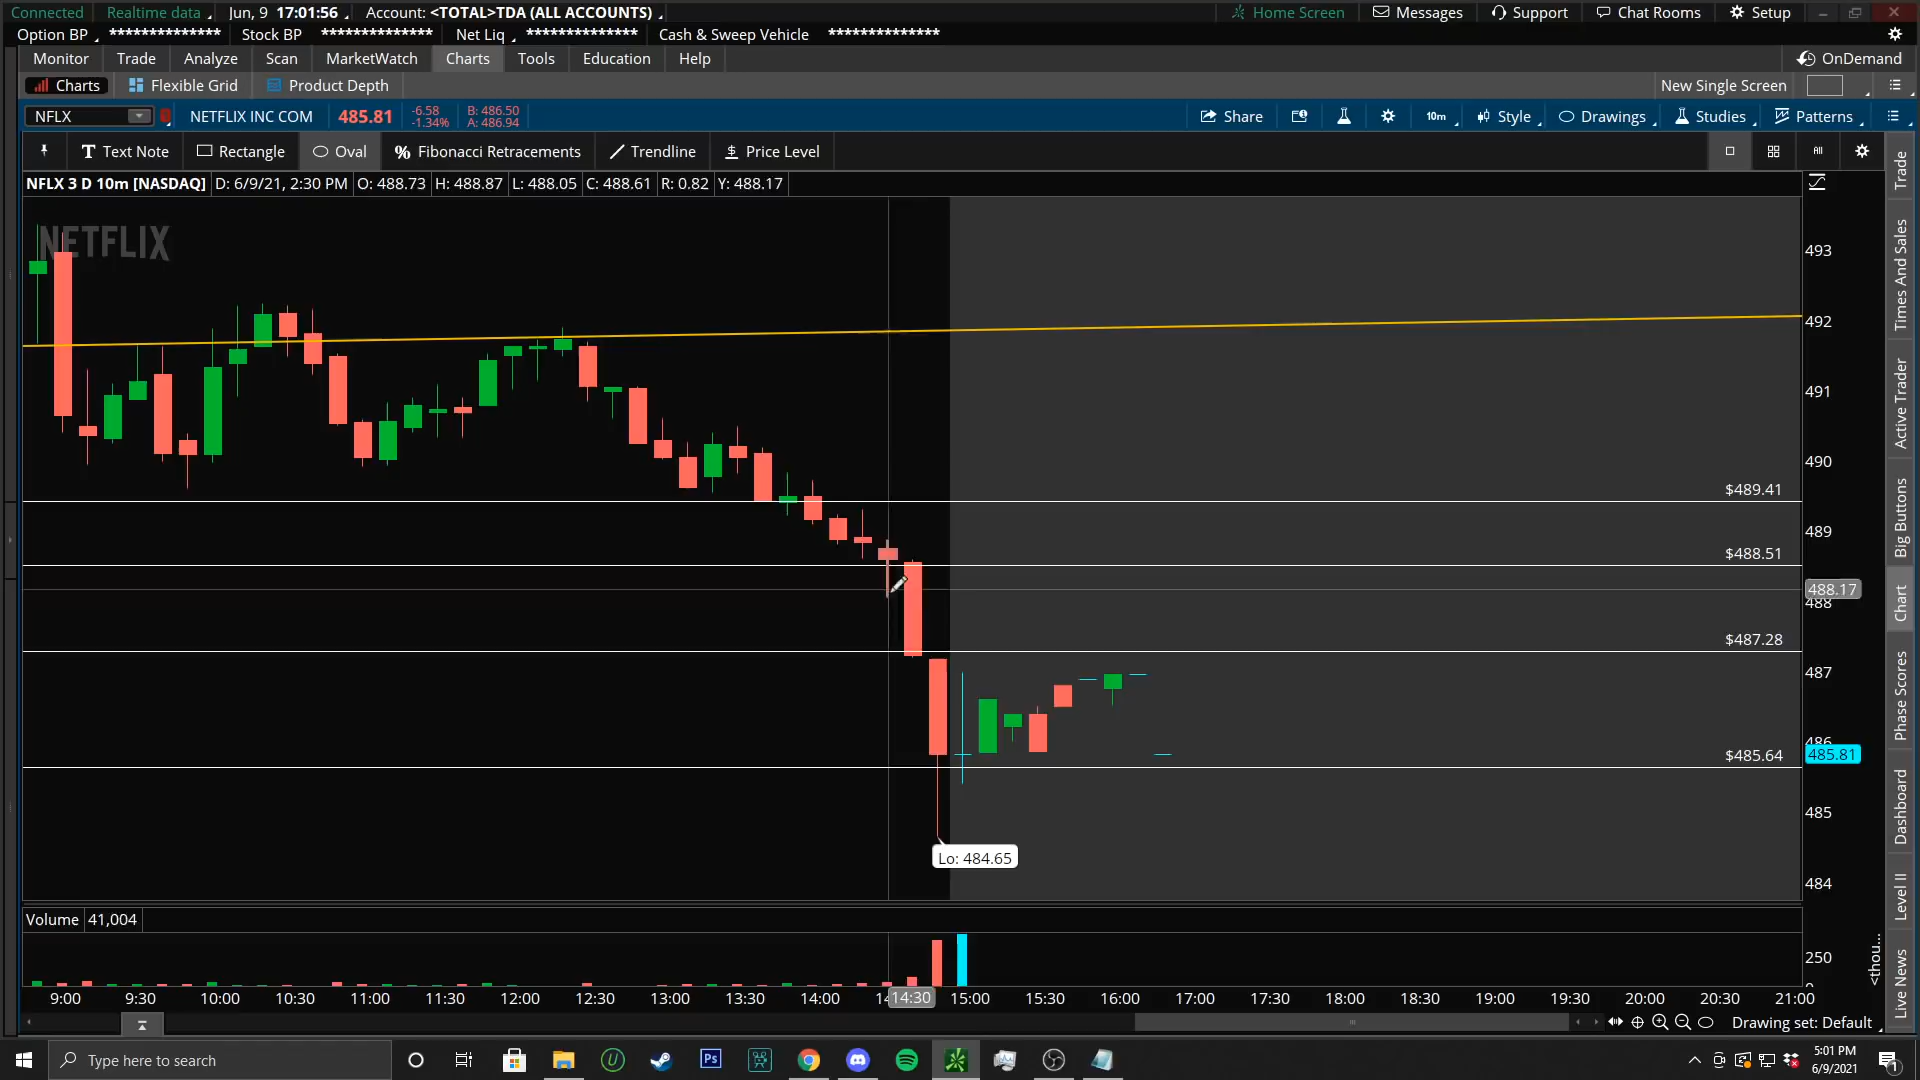 Connected Realtime data Jun, 9 17:01:56 Account: <TOTAL>TDA (ALL ACCOUNTS) Home Screen Messages Support Chat Rooms Setup
Option BP ************** Stock BP ************** Net Liq ************** Cash & Sweep Vehicle **************
Monitor Trade Analyze Scan MarketWatch Charts Tools Education Help OnDemand
Charts Flexible Grid Product Depth New Single Screen
NFLX NETFLIX INC COM 485.81 -6.58 B: 486.50 Share 10m Style Drawings Studies Patterns
-1.34% A: 486.94
T Text Note Rectangle Oval % Fibonacci Retracements Trendline $ Price Level All
NFLX 3 D 10m [NASDAQ] D: 6/9/21, 2:30 PM O: 488.73 H: 488.87 L: 488.05 C: 488.61 R: 0.82 Y: 488.17
NETFLIX
493
492
491
490
$489.41
489
$488.51
488.17
488
$487.28
487
486
$485.64
485.81
485
Lo: 484.65
484
Volume 41,004
250
<thou...
9:00 9:30 10:00 10:30 11:00 11:30 12:00 12:30 13:00 13:30 14:00 14:30 15:00 15:30 16:00 16:30 17:00 17:30 18:00 18:30 19:00 19:30 20:00 20:30 21:00
Drawing set: Default
Trade
Times And Sales
Active Trader
Big Buttons
Chart
Phase Scores
Dashboard
Level II
Live News
Type here to search
Ps
5:01 PM
6/9/2021
1